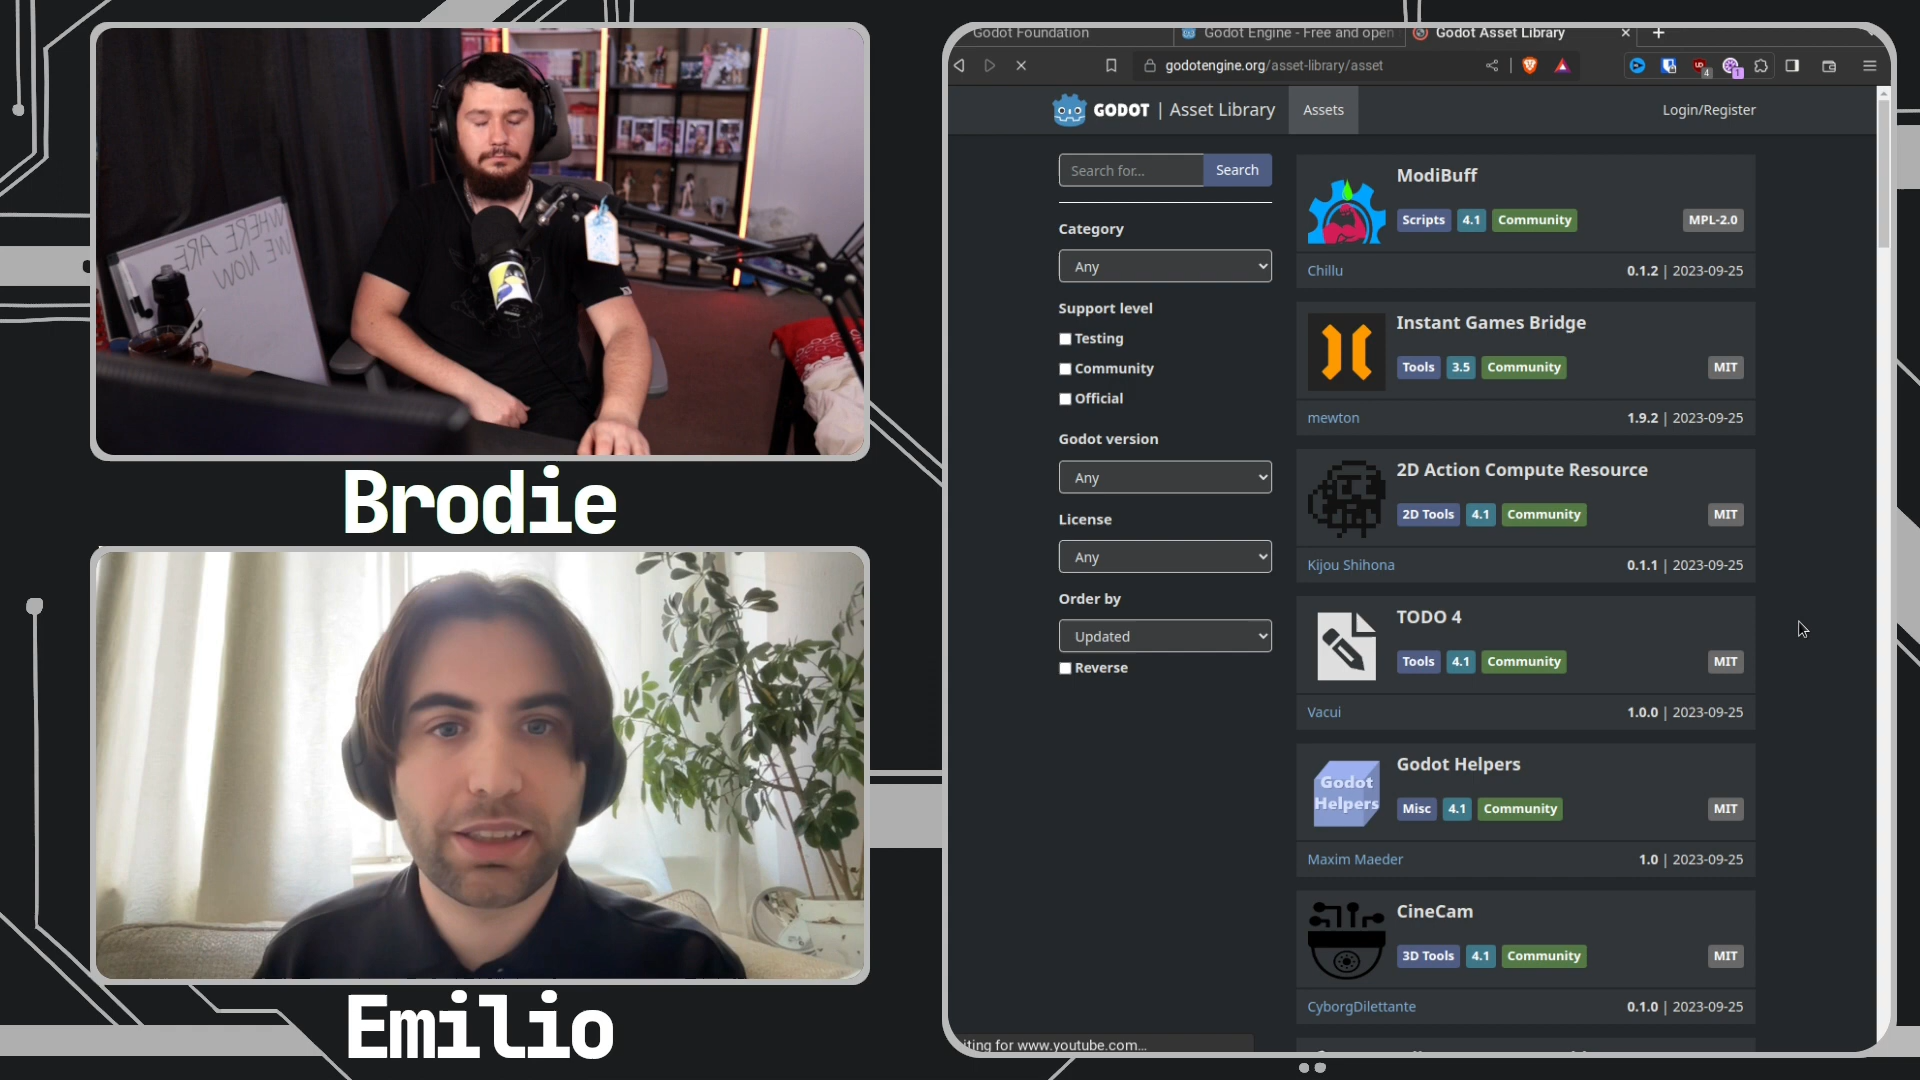 WHERE ARE
WE NOW
Brodie
Emilio
Godot Foundation
Godot Engine - Free and open
Godot Asset Library
godotengine.org/asset-library/asset
4
1
GODOT | Asset Library
Assets
Login/Register
Search for...
Search
Category
Any
Support level
Testing
Community
Official
Godot version
Any
License
Any
Order by
Updated
Reverse
ModiBuff
Scripts 4.1 Community MPL-2.0
Chillu 0.1.2 | 2023-09-25
Instant Games Bridge
Tools 3.5 Community MIT
mewton 1.9.2 | 2023-09-25
2D Action Compute Resource
2D Tools 4.1 Community MIT
Kijou Shihona 0.1.1 | 2023-09-25
TODO 4
Tools 4.1 Community MIT
Vacui 1.0.0 | 2023-09-25
Godot
Helpers
Godot Helpers
Misc 4.1 Community MIT
Maxim Maeder 1.0 | 2023-09-25
CineCam
3D Tools 4.1 Community MIT
CyborgDilettante 0.1.0 | 2023-09-25
iting for www.youtube.com...